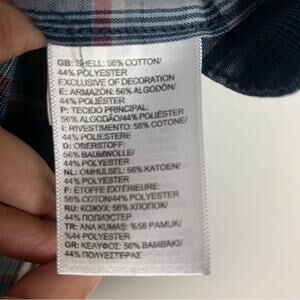 GB: SHELL: 56% COTTON/
44% POLYESTER
EXCLUSIVE OF DECORATION
E: ARMAZÓN: 56% ALGODÓN/
44% POLIÉSTER
P: TECIDO PRINCIPAL:
56% ALGODÃO/44% POLIÉSTER
I: RIVESTIMENTO: 56% COTONE/
44% POLIESTERE
D: OBERSTOFF:
56% BAUMWOLLE/
44% POLYESTER
NL: OMHULSEL: 56% KATOEN/
44% POLYESTER
F: ÉTOFFE EXTÉRIEURE:
56% COTON/44% POLYESTER
RU: КОЖУХ: 56% ХЛОПОК/
44% ПОЛИЭСТЕР
TR: ANA KUMAS: %56 PAMUK/
%44 POLYESTER
GR: ΚΕΛΥΦΟΣ: 56% ΒΑΜΒΑΚΙ/
44% ΠΟΛΥΕΣΤΕΡΑΣ